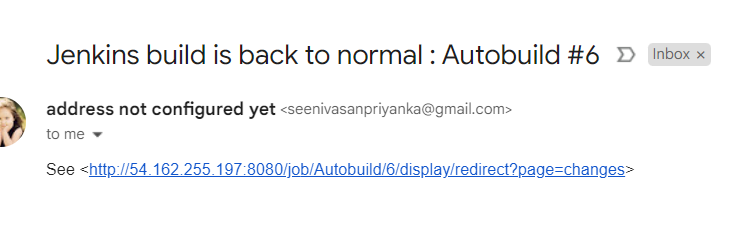 Jenkins build is back to normal : Autobuild #6 Inbox ×
address not configured yet <seenivasanpriyanka@gmail.com>
to me
See <http://54.162.255.197:8080/job/Autobuild/6/display/redirect?page=changes>